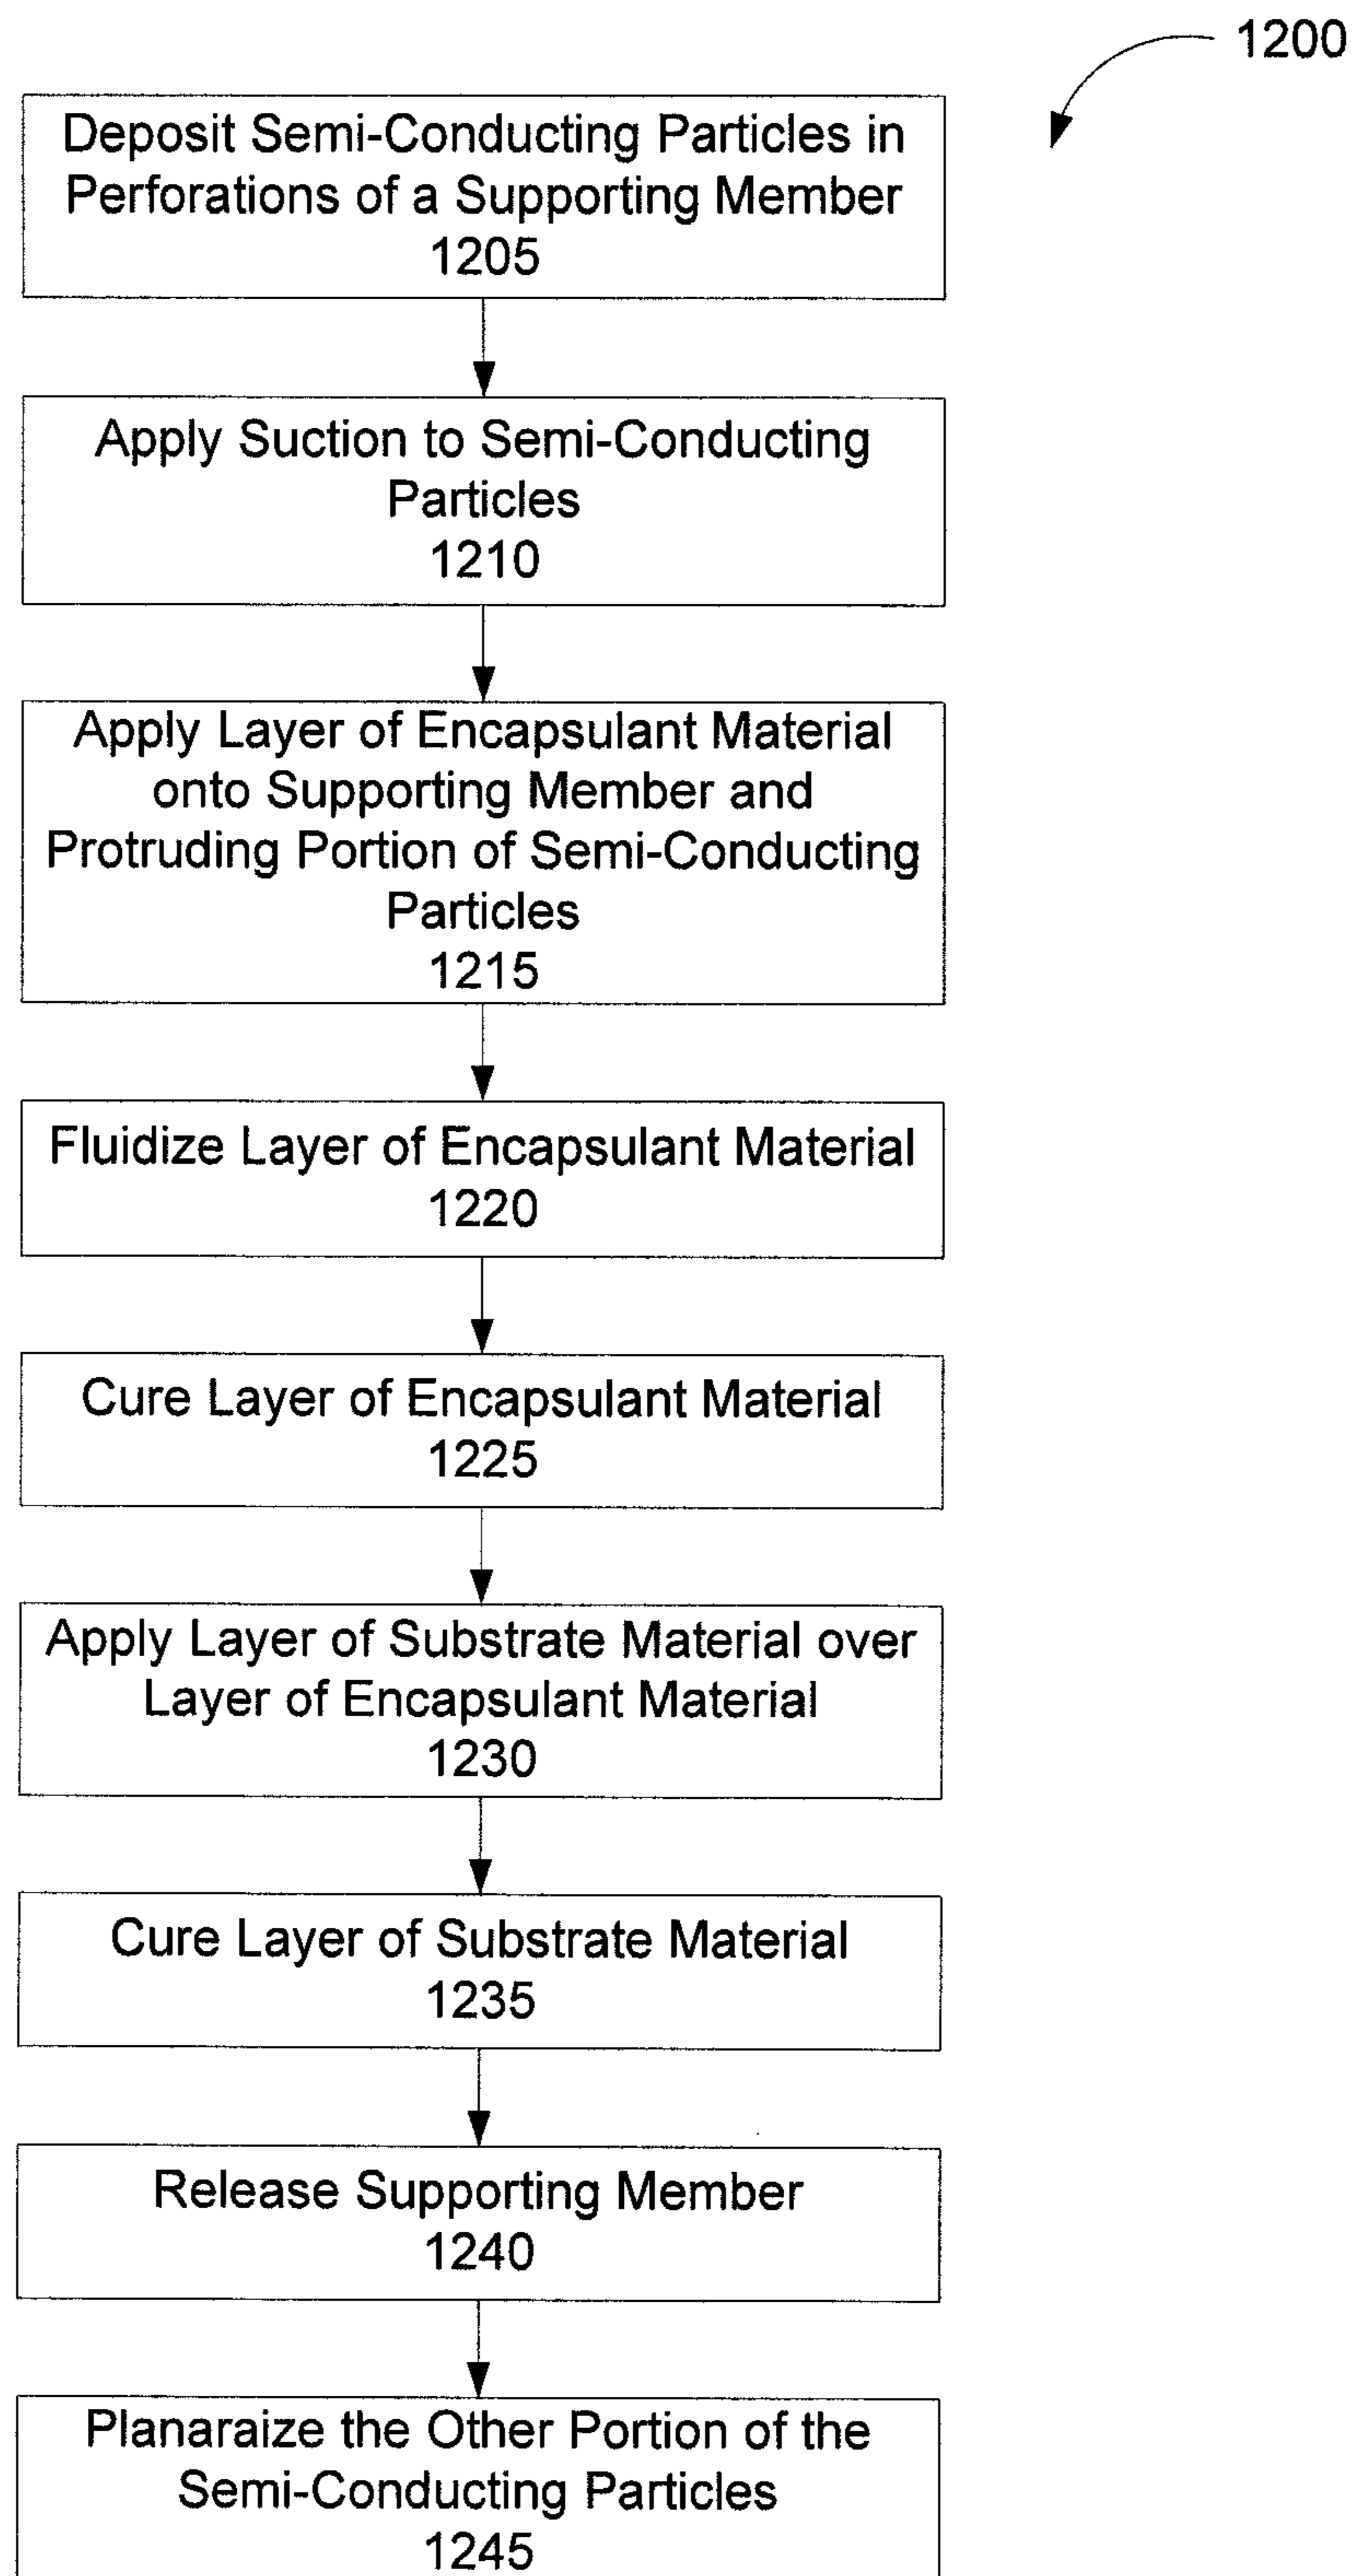 1200
Deposit Semi-Conducting Particles in
Perforations of a Supporting Member
1205
Apply Suction to Semi-Conducting
Particles
1210
Apply Layer of Encapsulant Material
onto Supporting Member and
Protruding Portion of Semi-Conducting
Particles
1215
Fluidize Layer of Encapsulant Material
1220
Cure Layer of Encapsulant Material
1225
Apply Layer of Substrate Material over
Layer of Encapsulant Material
1230
Cure Layer of Substrate Material
1235
Release Supporting Member
1240
Planaraize the Other Portion of the
Semi-Conducting Particles
1245